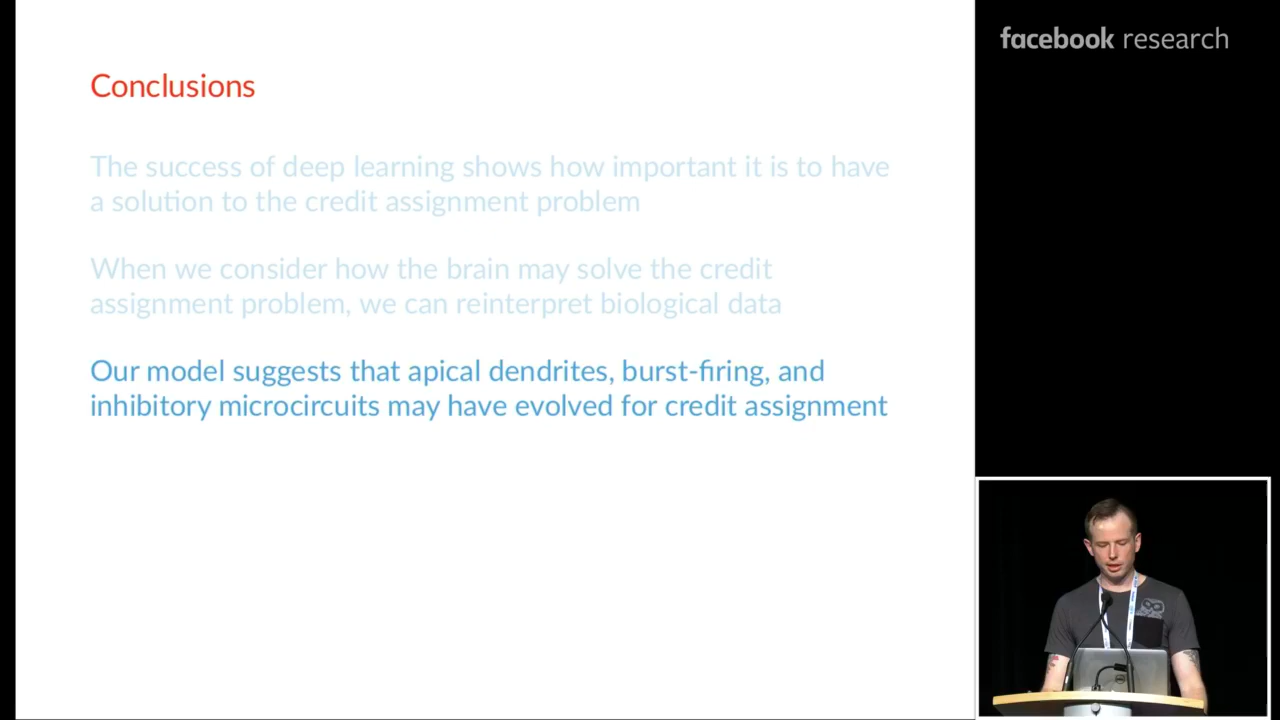 facebook research
Conclusions
The success of deep learning shows how important it is to have
a solution to the credit assignment problem
When we consider how the brain may solve the credit
assignment problem, we can reinterpret biological data
Our model suggests that apical dendrites, burst-firing, and
inhibitory microcircuits may have evolved for credit assignment